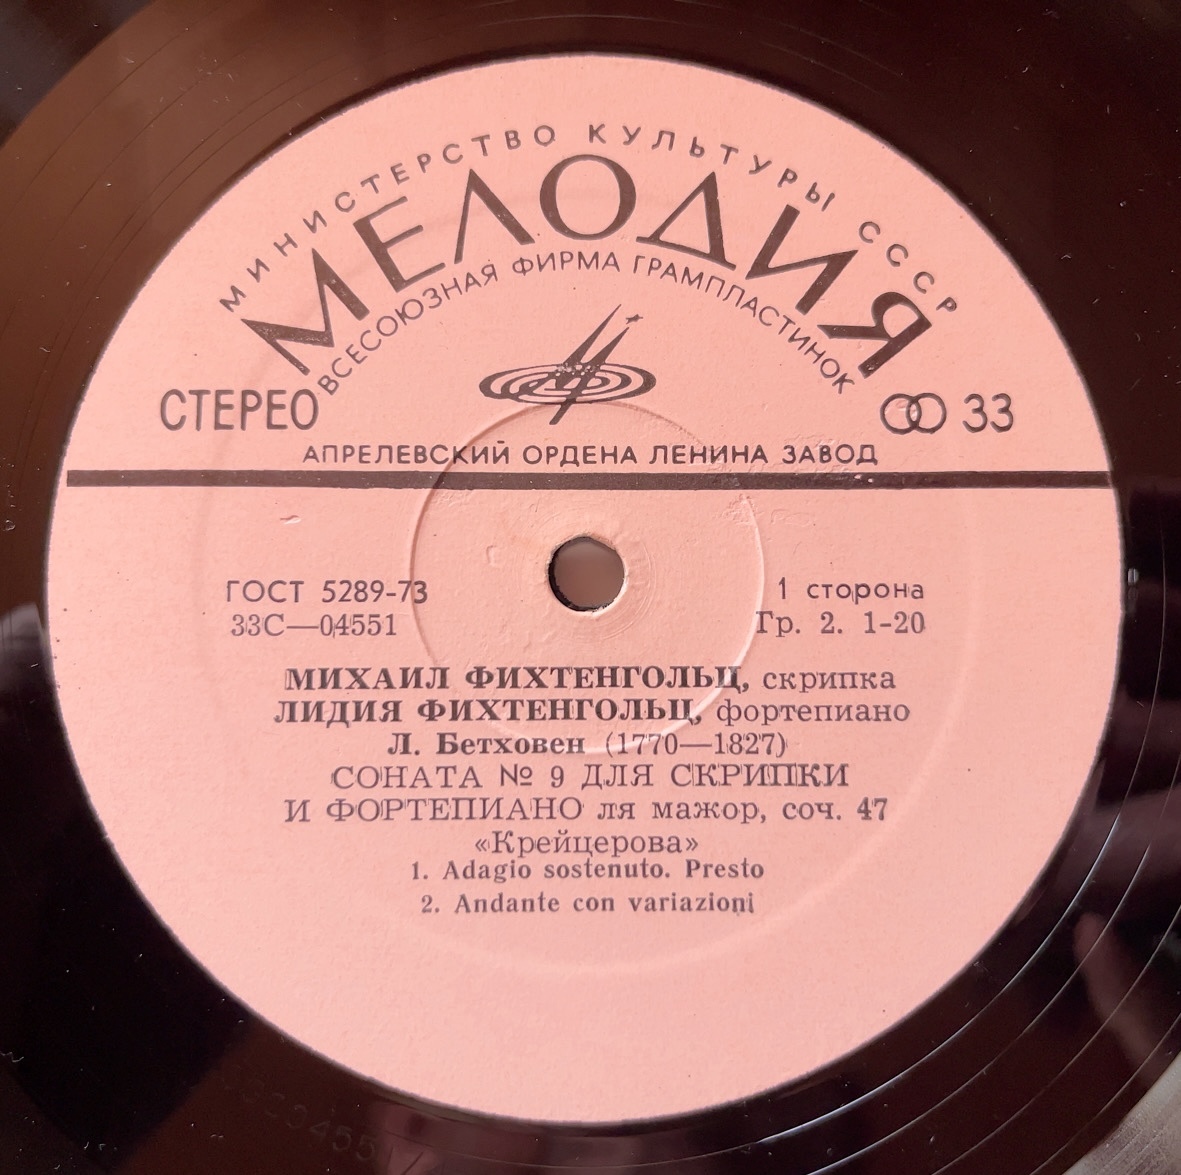 МИНИСТЕРСТВО КУЛЬТУРЫ СССР
МЕЛОДИЯ
ВСЕСОЮЗНАЯ ФИРМА ГРАМПЛАСТИНОК
СТЕРЕО
33
АПРЕЛЕВСКИЙ ОРДЕНА ЛЕНИНА ЗАВОД
ГОСТ 5289-73
1 сторона
33С—04551
Гр. 2. 1-20
МИХАИЛ ФИХТЕНГОЛЬЦ, скрипка
ЛИДИЯ ФИХТЕНГОЛЬЦ, фортепиано
Л. Бетховен (1770—1827)
СОНАТА № 9 ДЛЯ СКРИПКИ
И ФОРТЕПИАНО ля мажор, соч. 47
«Крейцерова»
1. Adagio sostenuto. Presto
2. Andante con variazioni